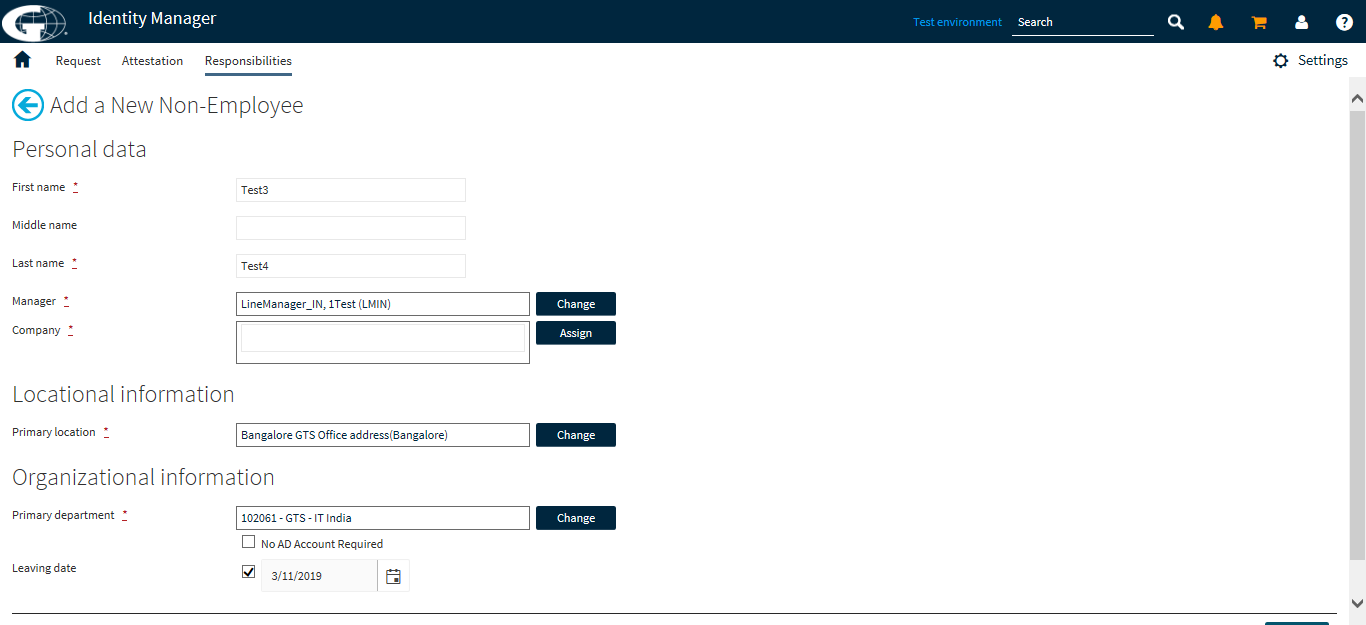 Identity Manager
Test environment
Search
Request
Attestation
Responsibilities
Settings
Add a New Non-Employee
Personal data
First name *
Test3
Middle name
Last name *
Test4
Manager *
LineManager_IN, 1Test (LMIN)
Change
Company *
Assign
Locational information
Primary location *
Bangalore GTS Office address(Bangalore)
Change
Organizational information
Primary department *
102061 - GTS - IT India
Change
No AD Account Required
Leaving date
3/11/2019